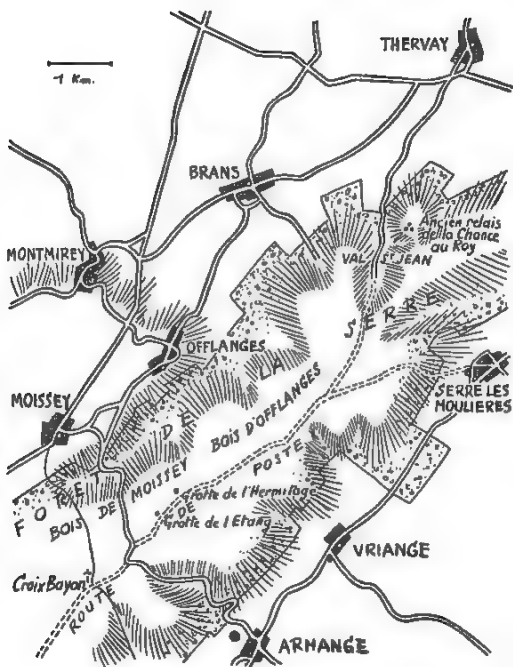 THERVAY
1 Km.
BRANS
Ancien relais
de la Chance
au Roy
MONTMIREY
VAL ST JEAN
OFFLANGES
SERRE LES
MOULIERES
MOISSEY
FORET DE LA SERRE
BOIS D'OFFLANGES
BOIS DE MOISSEY
ROUTE DE POSTE
Grotte de l'Hermitage
Grotte de l'Etang
VRIANGE
Croix Bayon
ARHANGE